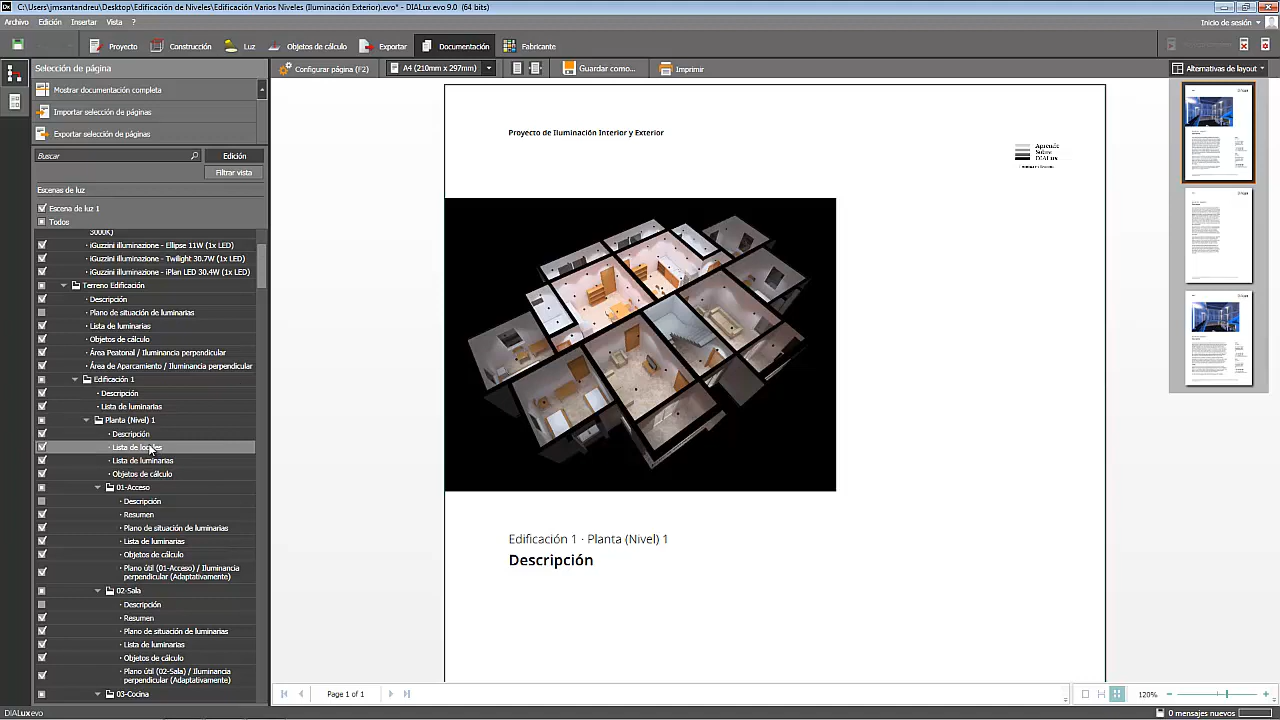 C:\Users\jmsantandreu\Desktop\Edificación de Niveles\Edificación Varios Niveles (Iluminación Exterior).evo* - DIALux evo 9.0 (64 bits)
Archivo Edición Insertar Vista ?
Inicio de sesión
Proyecto Construcción Luz Objetos de cálculo Exportar Documentación Fabricante
Selección de página
Configurar página (F2) A4 (210mm x 297mm) Guardar como... Imprimir
Alternativas de layout
Mostrar documentación completa
Importar selección de páginas
Exportar selección de páginas
Buscar
Edición
Filtrar vista
Escenas de luz
Escena de luz 1
Todos
3000K)
iGuzzini illuminazione - Ellipse 11W (1x LED)
iGuzzini illuminazione - Twilight 30.7W (1x LED)
iGuzzini illuminazione - iPlan LED 30.4W (1x LED)
Terreno Edificación
Descripción
Plano de situación de luminarias
Lista de luminarias
Objetos de cálculo
Área Peatonal / Iluminancia perpendicular
Área de Aparcamiento / Iluminancia perpendicular
Edificación 1
Descripción
Lista de luminarias
Planta (Nivel) 1
Descripción
Lista de locales
Lista de luminarias
Objetos de cálculo
01-Acceso
Descripción
Resumen
Plano de situación de luminarias
Lista de luminarias
Objetos de cálculo
Plano útil (01-Acceso) / Iluminancia
perpendicular (Adaptativamente)
02-Sala
Descripción
Resumen
Plano de situación de luminarias
Lista de luminarias
Objetos de cálculo
Plano útil (02-Sala) / Iluminancia
perpendicular (Adaptativamente)
03-Cocina
Proyecto de Iluminación Interior y Exterior
Aprende
Sobre
DIALux
Edificación 1 · Planta (Nivel) 1
Descripción
Page 1 of 1
120%
DIALux evo
0 mensajes nuevos